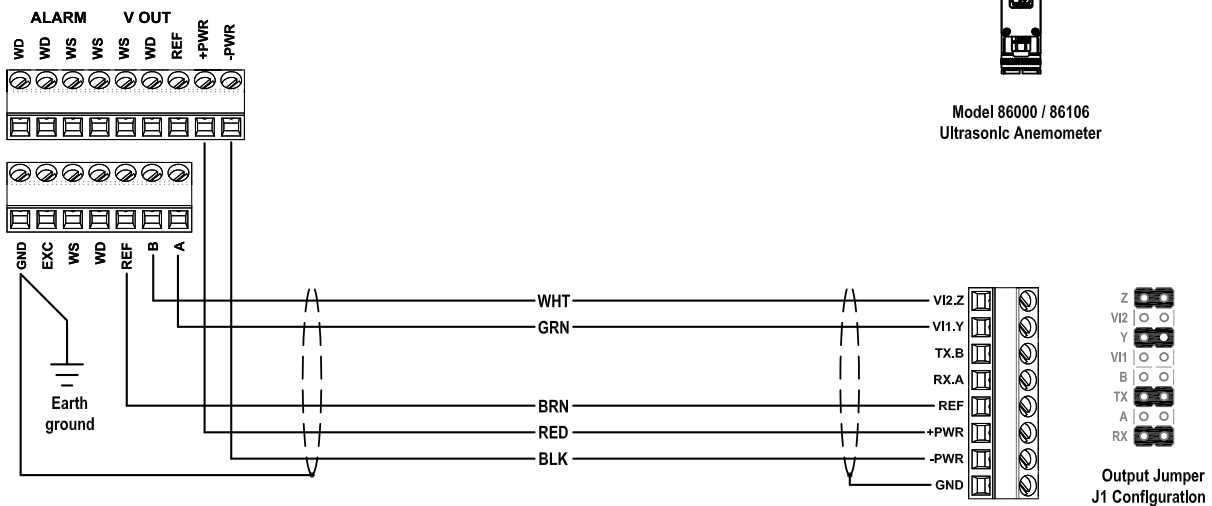 ALARM V OUT
WD WD WS WS WS WD REF +PWR -PWR
Model 86000 / 86106
Ultrasonic Anemometer
GND EXC WS WD REF B A
WHT
GRN
BRN
RED
BLK
Earth
ground
VI2.Z
VI1.Y
TX.B
RX.A
REF
+PWR
-PWR
GND
Z
VI2
Y
VI1
B
TX
A
RX
Output Jumper
J1 Configuration